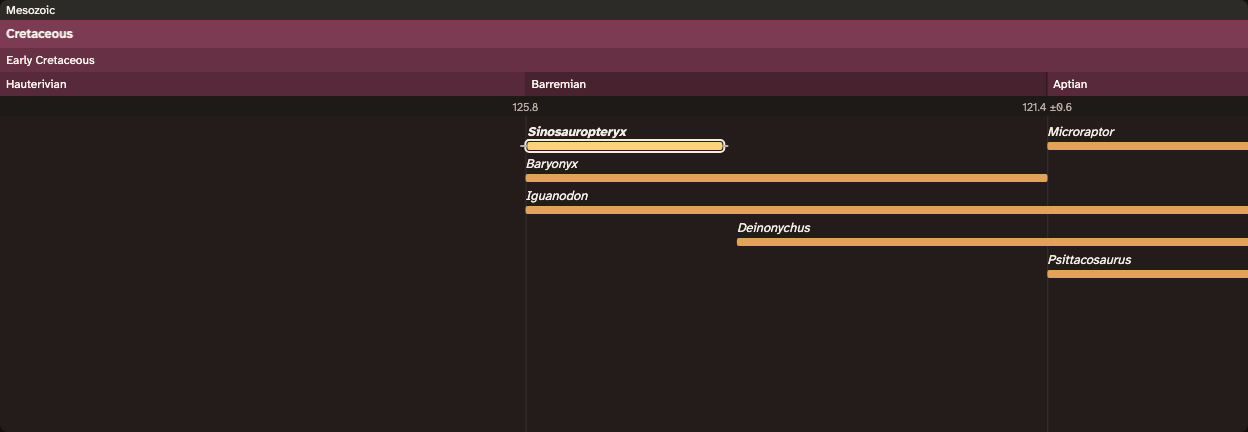 Mesozoic
Cretaceous
Early Cretaceous
Hauterivian Barremian Aptian
125.8 121.4 ±0.6
Sinosauropteryx Microraptor
Baryonyx
Iguanodon
Deinonychus
Psittacosaurus